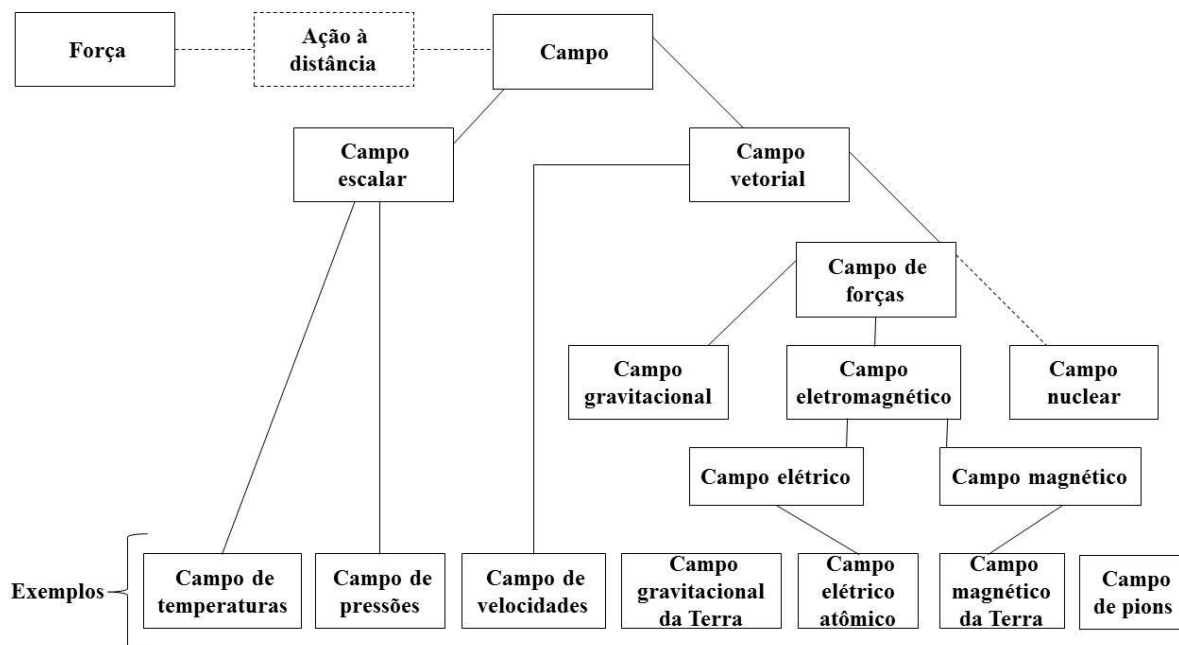 Força
Ação à
distância
Campo
Campo
escalar
Campo
vetorial
Campo de
forças
Campo
gravitacional
Campo
eletromagnético
Campo
nuclear
Campo elétrico
Campo magnético
Exemplos
Campo de
temperaturas
Campo de
pressões
Campo de
velocidades
Campo
gravitacional
da Terra
Campo
elétrico
atômico
Campo
magnético
da Terra
Campo
de pions